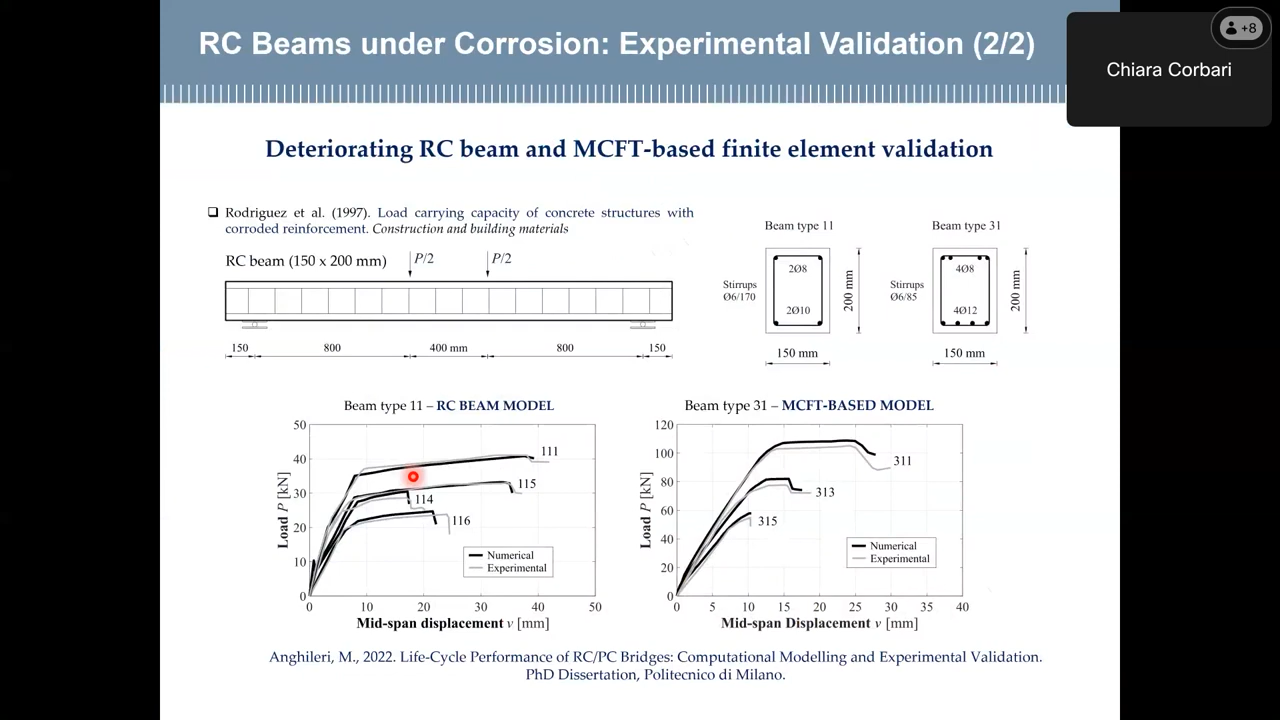 RC Beams under Corrosion: Experimental Validation (2/2)
+8
Chiara Corbari
Deteriorating RC beam and MCFT-based finite element validation
❑ Rodriguez et al. (1997). Load carrying capacity of concrete structures with
corroded reinforcement. Construction and building materials
RC beam (150 x 200 mm)
P/2
P/2
150
800
400 mm
800
150
Beam type 11
Stirrups
Ø6/170
2Ø8
2Ø10
200 mm
150 mm
Beam type 31
Stirrups
Ø6/85
4Ø8
4Ø12
200 mm
150 mm
Beam type 11 – RC BEAM MODEL
50
40
30
20
10
0
Load P [kN]
111
115
114
116
Numerical
Experimental
0 10 20 30 40 50
Mid-span displacement v [mm]
Beam type 31 – MCFT-BASED MODEL
120
100
80
60
40
20
0
Load P [kN]
311
313
315
Numerical
Experimental
0 5 10 15 20 25 30 35 40
Mid-span Displacement v [mm]
Anghileri, M., 2022. Life-Cycle Performance of RC/PC Bridges: Computational Modelling and Experimental Validation.
PhD Dissertation, Politecnico di Milano.